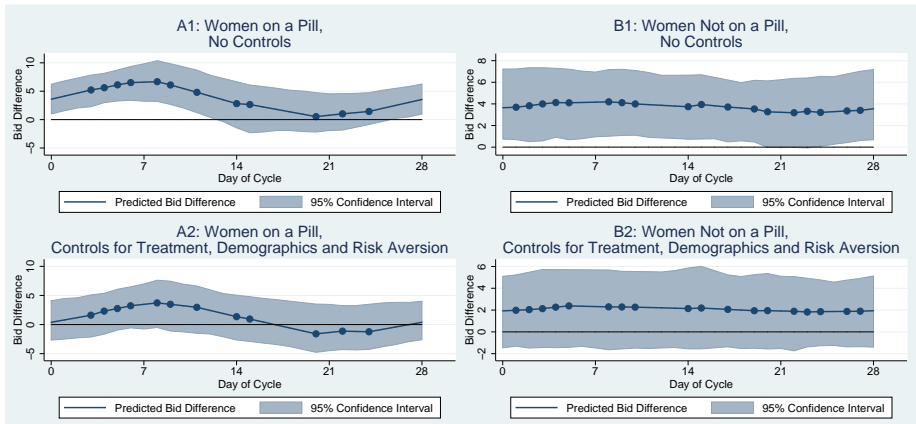 A1: Women on a Pill,
No Controls
Bid Difference
10
5
0
−5
0 7 14 21 28
Day of Cycle
Predicted Bid Difference 95% Confidence Interval
B1: Women Not on a Pill,
No Controls
Bid Difference
8
6
4
2
0
0 7 14 21 28
Day of Cycle
Predicted Bid Difference 95% Confidence Interval
A2: Women on a Pill,
Controls for Treatment, Demographics and Risk Aversion
Bid Difference
10
5
0
−5
0 7 14 21 28
Day of Cycle
Predicted Bid Difference 95% Confidence Interval
B2: Women Not on a Pill,
Controls for Treatment, Demographics and Risk Aversion
Bid Difference
6
4
2
0
−2
0 7 14 21 28
Day of Cycle
Predicted Bid Difference 95% Confidence Interval